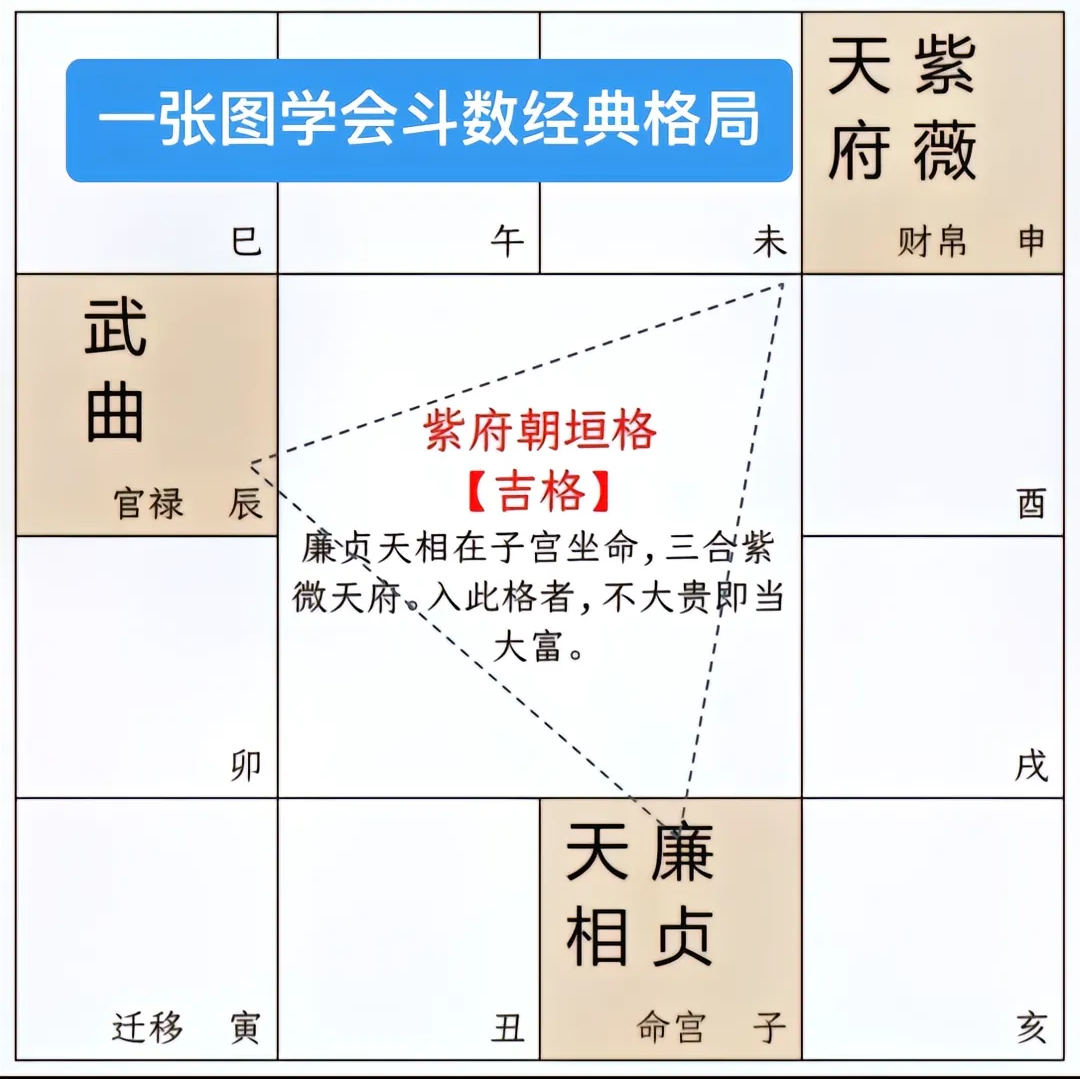 一张图学会斗数经典格局
天府 紫薇
财帛 申
巳
午
未
武曲
官禄 辰
紫府朝垣格
【吉格】
廉贞天相在子宫坐命，三合紫
微天府。入此格者，不大贵即当
大富。
酉
卯
戌
天相 廉贞
迁移 寅
丑
命宫 子
亥